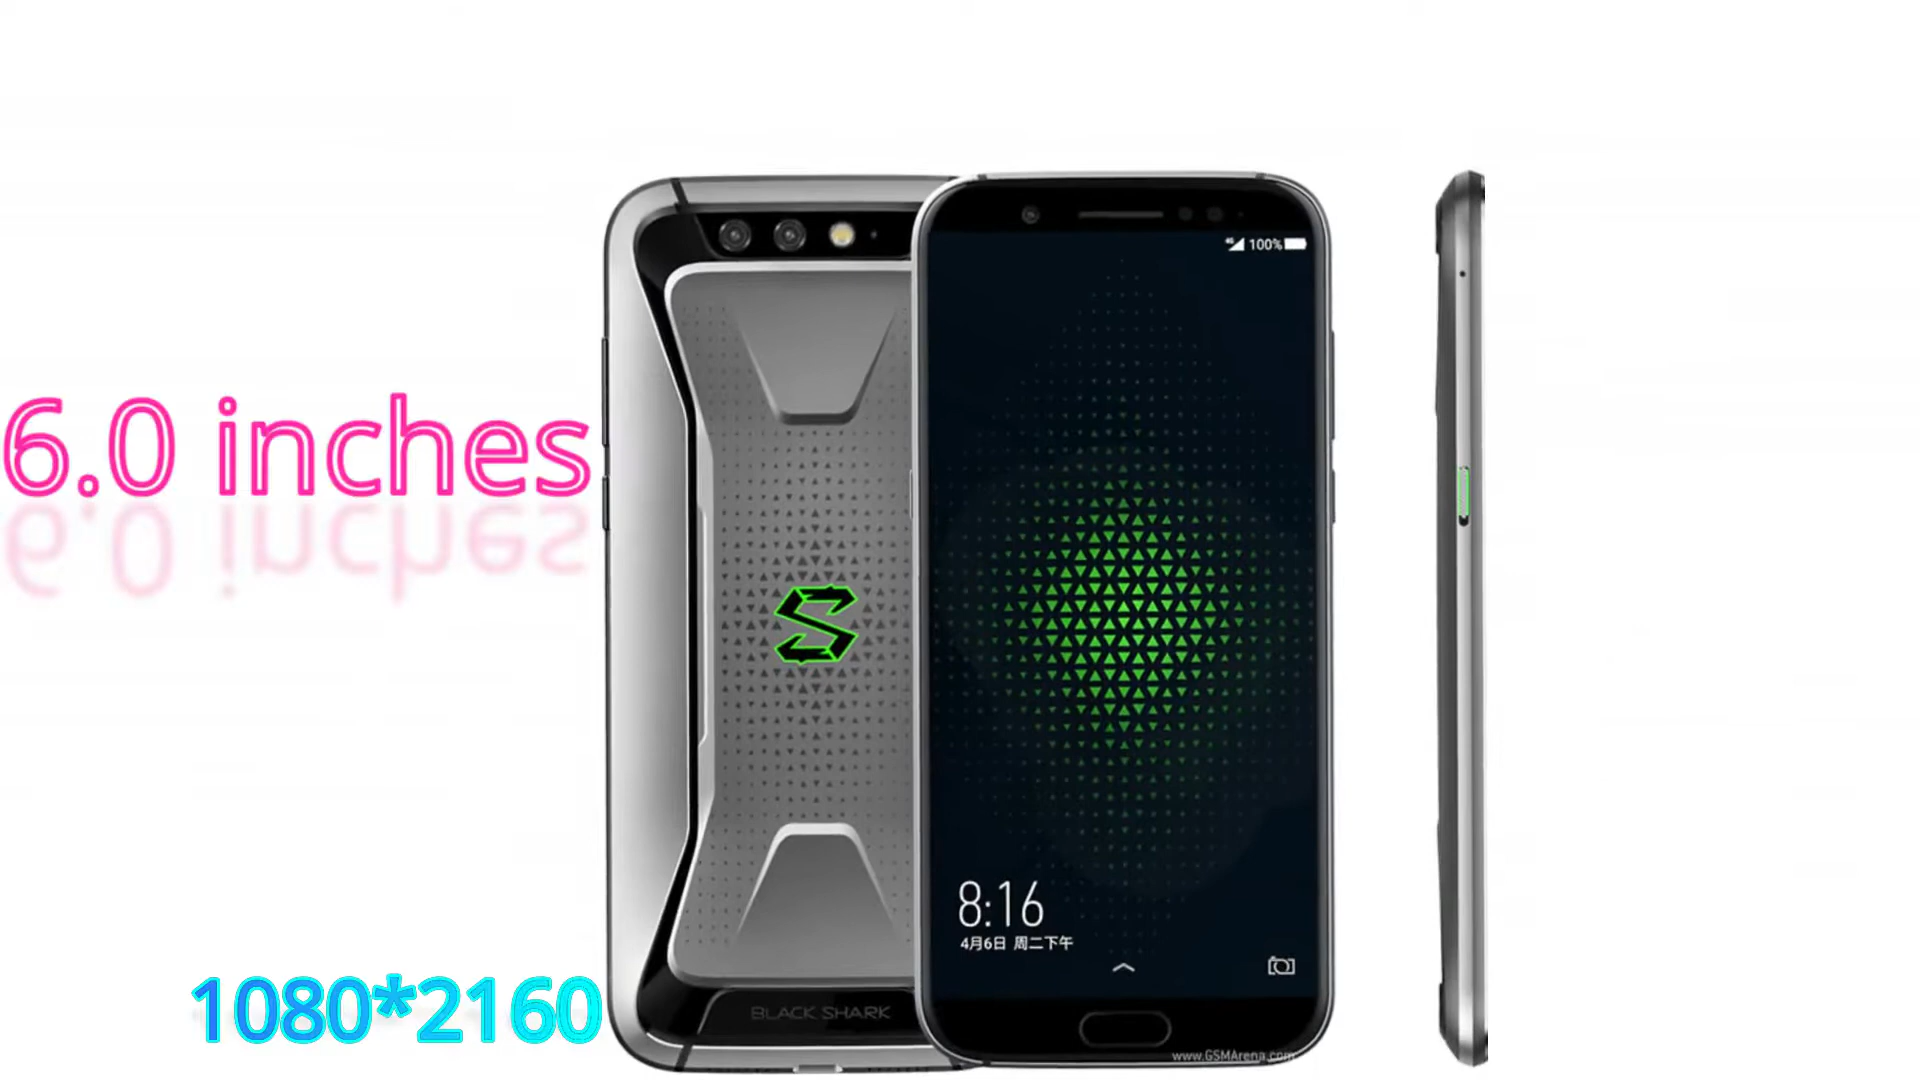 100%
6.0 inches
8:16
4月6日 周二下午
1080*2160
BLACK SHARK
www.GSMArena.com